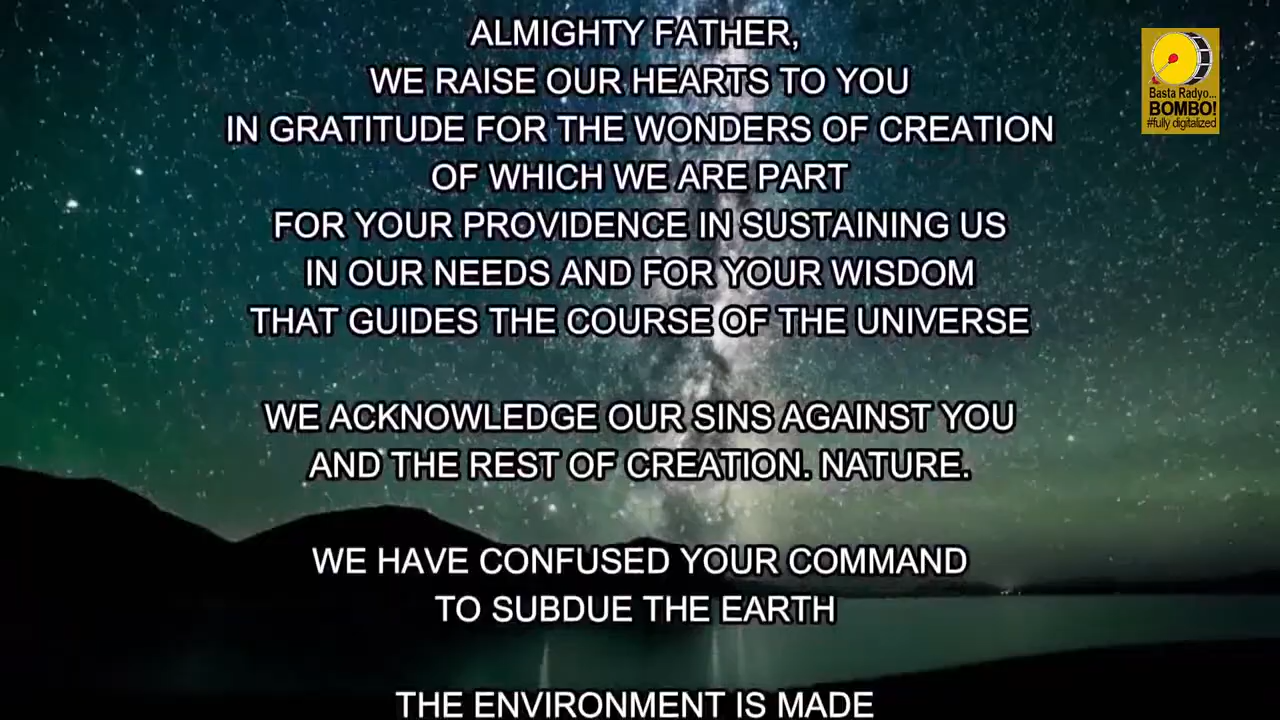 ALMIGHTY FATHER,
WE RAISE OUR HEARTS TO YOU
IN GRATITUDE FOR THE WONDERS OF CREATION
OF WHICH WE ARE PART
FOR YOUR PROVIDENCE IN SUSTAINING US
IN OUR NEEDS AND FOR YOUR WISDOM
THAT GUIDES THE COURSE OF THE UNIVERSE
WE ACKNOWLEDGE OUR SINS AGAINST YOU
AND THE REST OF CREATION. NATURE.
WE HAVE CONFUSED YOUR COMMAND
TO SUBDUE THE EARTH
THE ENVIRONMENT IS MADE
Basta Radyo...
BOMBO!
#fully digitalized